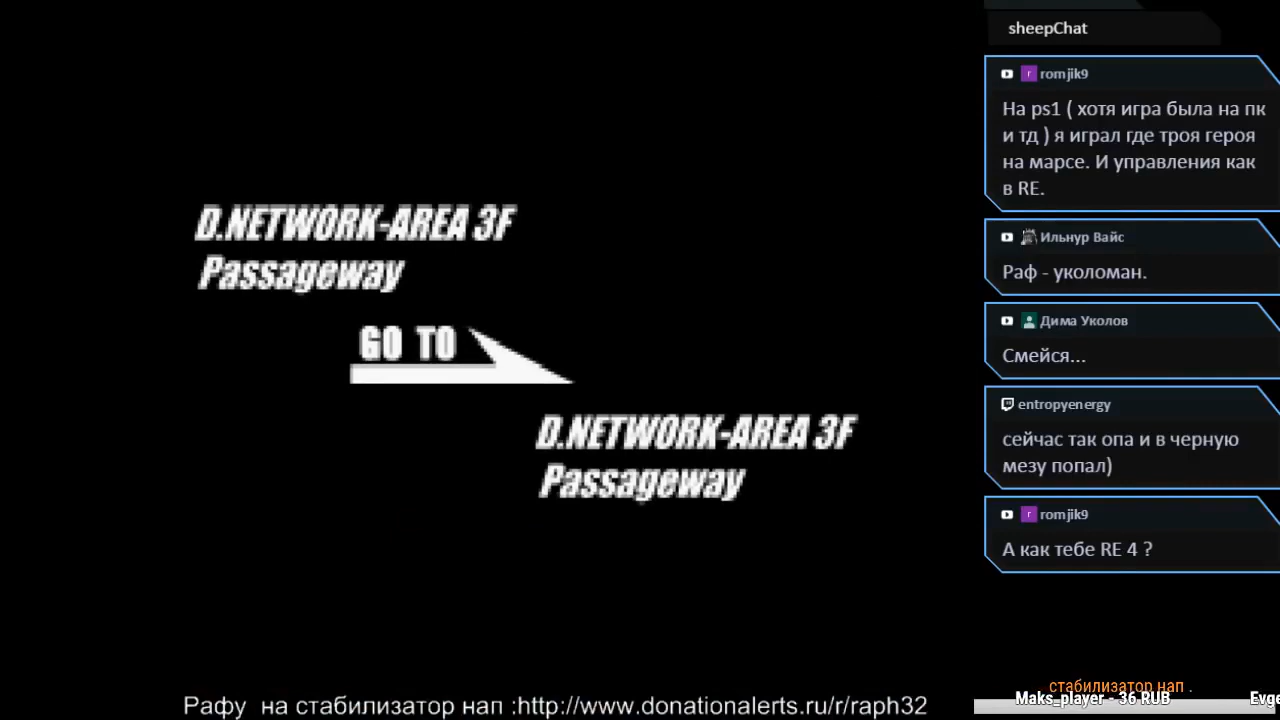 D.NETWORK-AREA 3F
Passageway
GO TO
D.NETWORK-AREA 3F
Passageway
sheepChat
r romjik9
На ps1 ( хотя игра была на пк
и тд ) я играл где троя героя
на марсе. И управления как
в RE.
Ильнур Вайс
Раф - уколоман.
Дима Уколов
Смейся...
entropyenergy
сейчас так опа и в черную
мезу попал)
r romjik9
А как тебе RE 4 ?
стабилизатор нап .
Maks_player - 36 RUB
Evge
Рафу на стабилизатор нап :http://www.donationalerts.ru/r/raph32